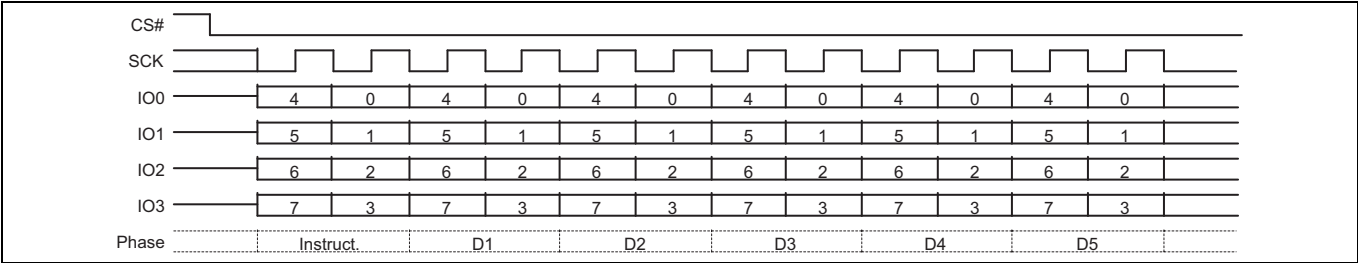 CS#
SCK
IO0 4 0 4 0 4 0 4 0 4 0 4 0
IO1 5 1 5 1 5 1 5 1 5 1 5 1
IO2 6 2 6 2 6 2 6 2 6 2 6 2
IO3 7 3 7 3 7 3 7 3 7 3 7 3
Phase Instruct. D1 D2 D3 D4 D5